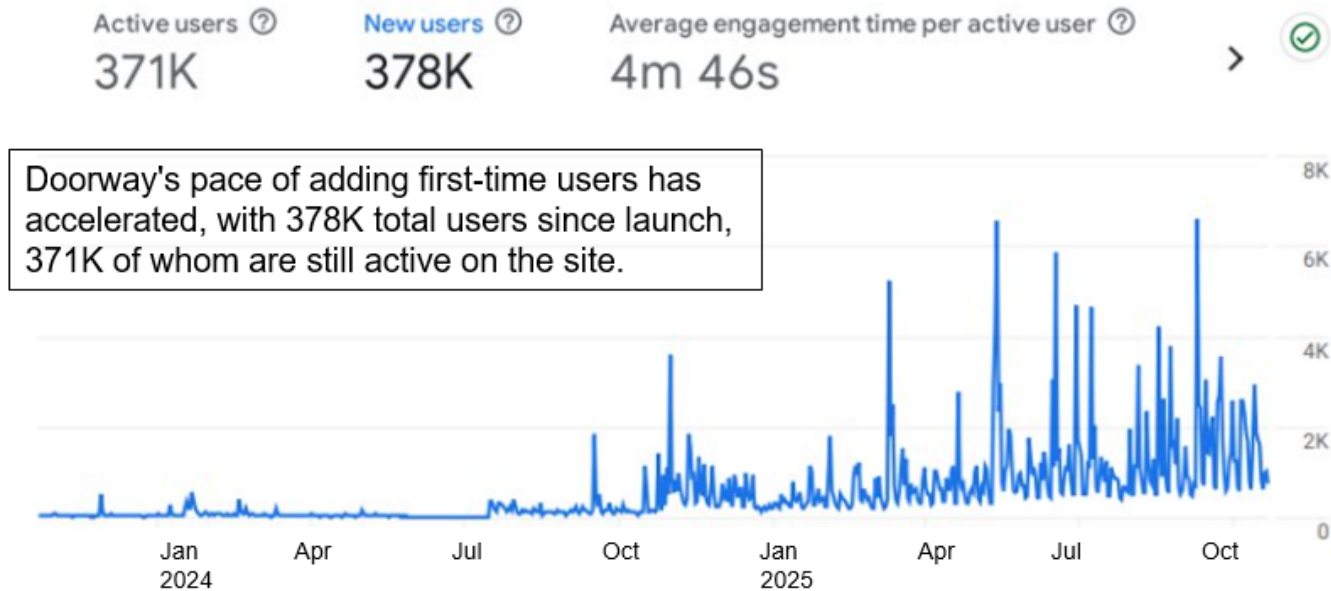 Active users ?
New users ?
Average engagement time per active user ?
371K
378K
4m 46s
Doorway's pace of adding first-time users has
accelerated, with 378K total users since launch,
371K of whom are still active on the site.
8K
6K
4K
2K
0
Jan
2024
Apr
Jul
Oct
Jan
2025
Apr
Jul
Oct